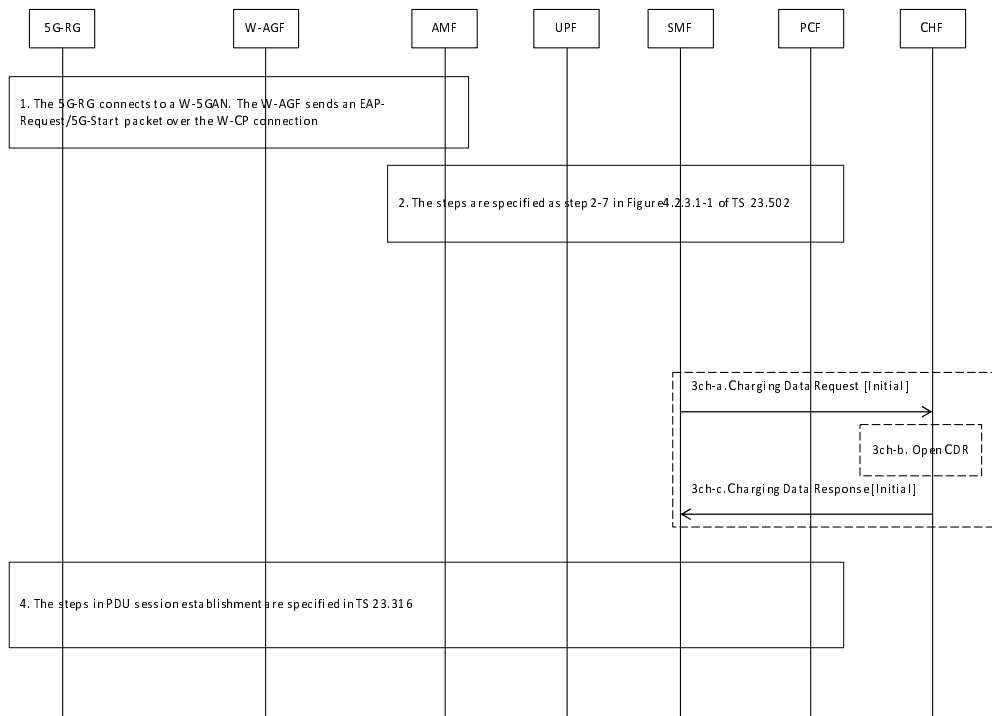 5G-RG
W-AGF
AMF
UPF
SMF
PCF
CHF
1. The 5G-RG connects to a W-5GAN. The W-AGF sends an EAP-
Request/5G-Start packet over the W-CP connection
2. The steps are specified as step 2-7 in Figure4.2.3.1-1 of TS 23.502
3ch-a. Charging Data Request [Initial]
3ch-b. Open CDR
3ch-c. Charging Data Response [Initial]
4. The steps in PDU session establishment are specified in TS 23.316